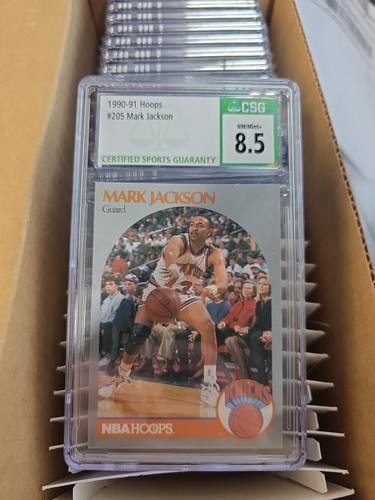 1990-91 Hoops
#205 Mark Jackson
CSG
NM/Mint+
8.5
CERTIFIED SPORTS GUARANTY
MARK JACKSON
Guard
KNICKS
NBA HOOPS